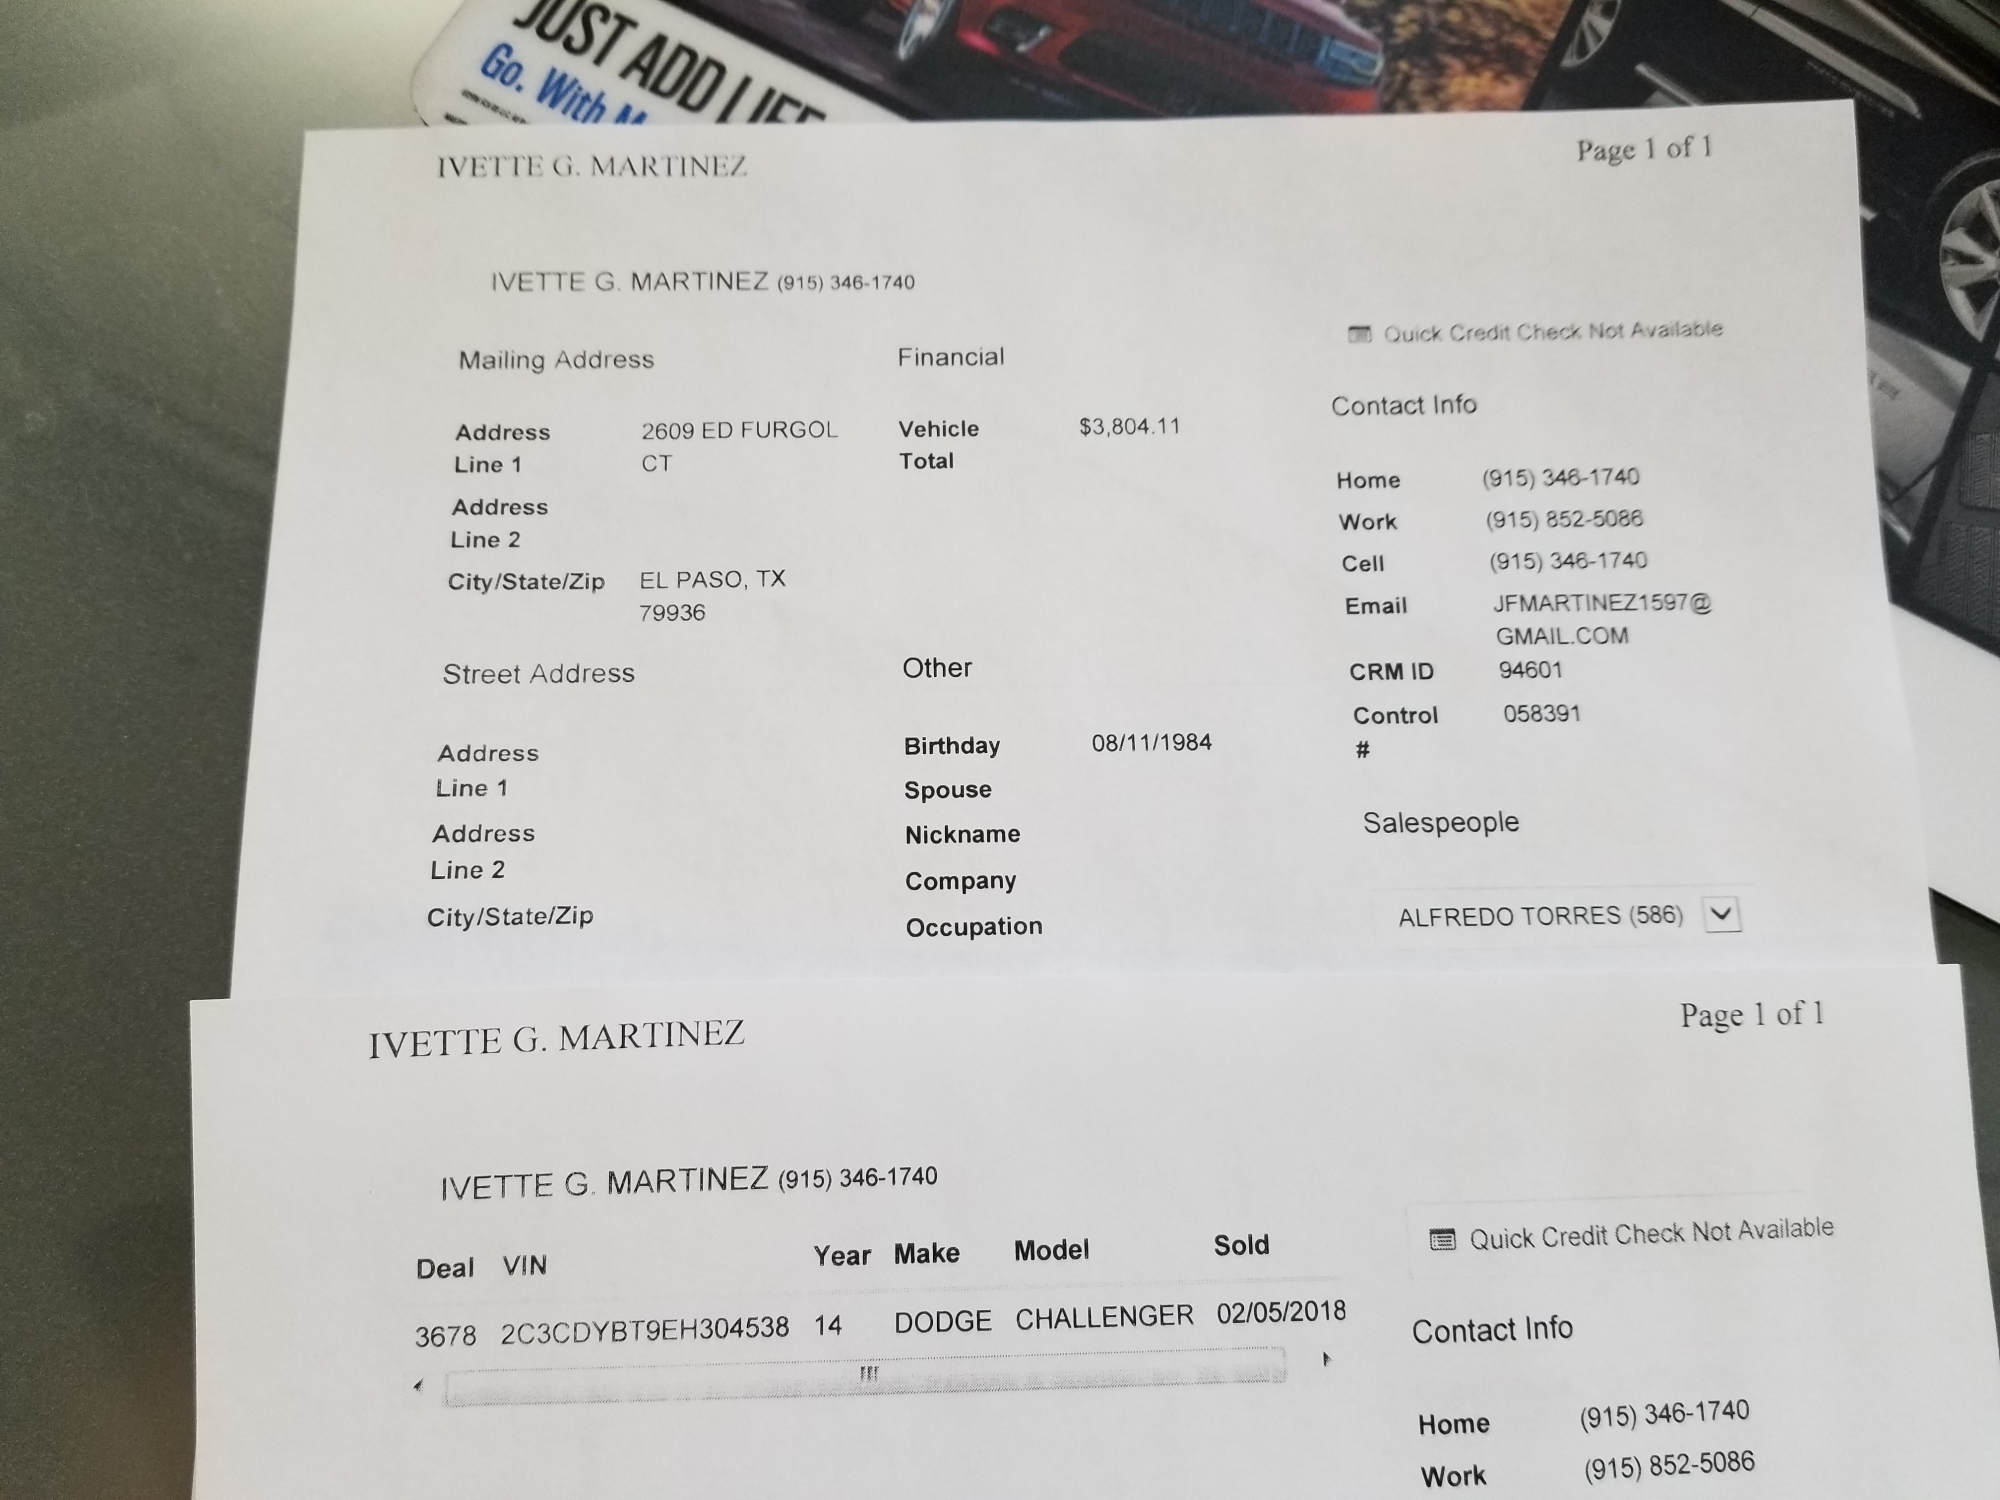 JUST ADD LIFE
Go. With
IVETTE G. MARTINEZ
Page 1 of 1
IVETTE G. MARTINEZ (915) 346-1740
Quick Credit Check Not Available
Mailing Address
Financial
Contact Info
Address Line 1
2609 ED FURGOL CT
Vehicle Total
$3,804.11
Home (915) 346-1740
Work (915) 852-5086
Address Line 2
Cell (915) 346-1740
City/State/Zip
EL PASO, TX 79936
Email JFMARTINEZ1597@
GMAIL.COM
Street Address
Other
CRM ID 94601
Control # 058391
Address Line 1
Birthday 08/11/1984
Spouse
Address Line 2
Nickname
Salespeople
Company
City/State/Zip
Occupation
ALFREDO TORRES (586)
IVETTE G. MARTINEZ
Page 1 of 1
IVETTE G. MARTINEZ (915) 346-1740
Quick Credit Check Not Available
Deal VIN Year Make Model Sold
3678 2C3CDYBT9EH304538 14 DODGE CHALLENGER 02/05/2018
Contact Info
Home (915) 346-1740
Work (915) 852-5086